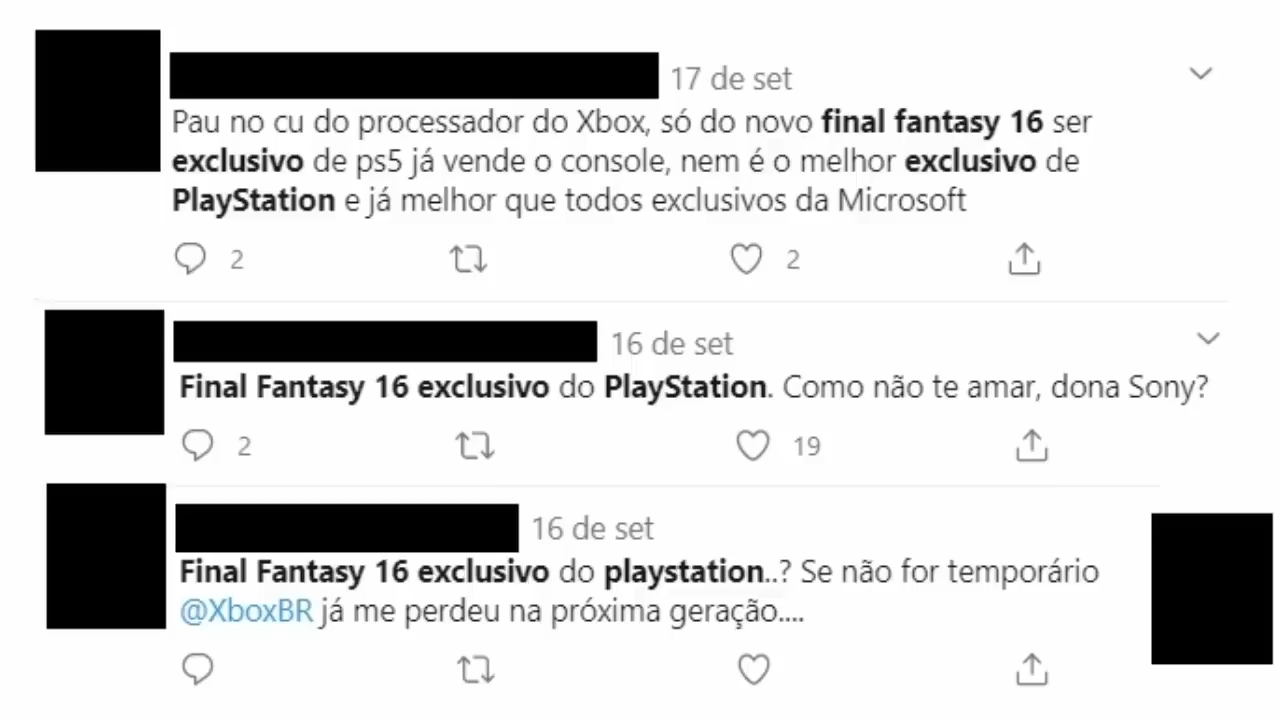 17 de set
Pau no cu do processador do Xbox, só do novo final fantasy 16 ser
exclusivo de ps5 já vende o console, nem é o melhor exclusivo de
PlayStation e já melhor que todos exclusivos da Microsoft
2 2
16 de set
Final Fantasy 16 exclusivo do PlayStation. Como não te amar, dona Sony?
2 19
16 de set
Final Fantasy 16 exclusivo do playstation..? Se não for temporário
@XboxBR já me perdeu na próxima geração....